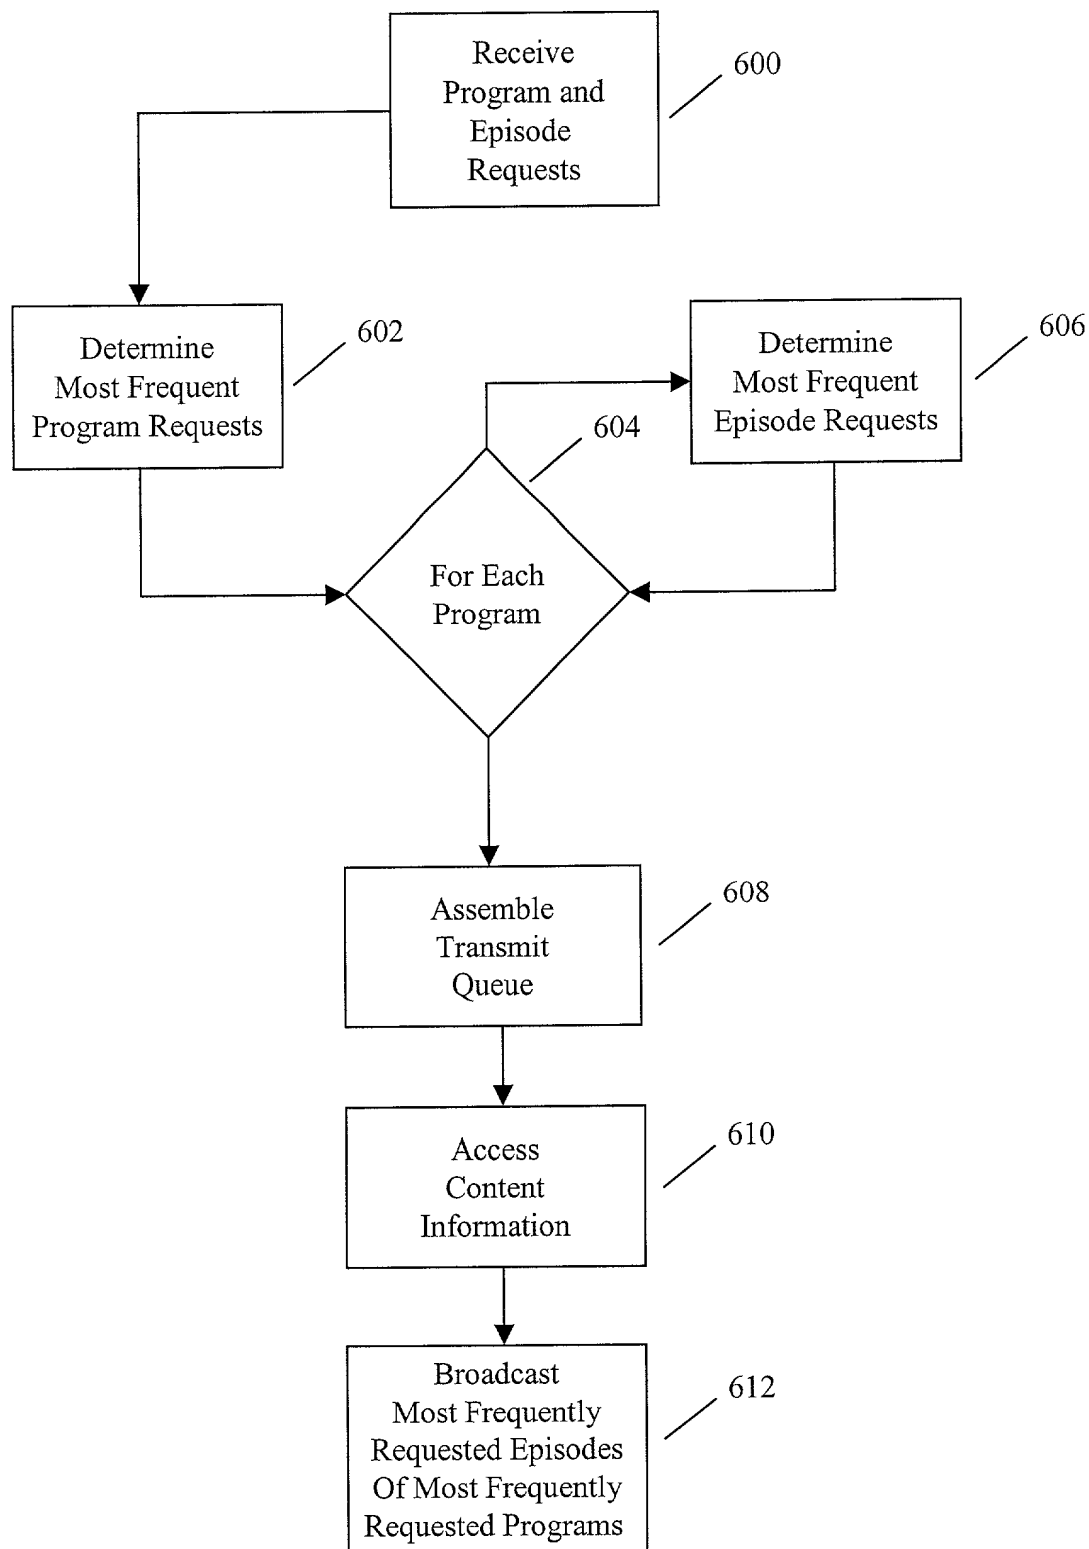 Receive
Program and
Episode
Requests
600
Determine
Most Frequent
Program Requests
602
Determine
Most Frequent
Episode Requests
606
604
For Each
Program
Assemble
Transmit
Queue
608
Access
Content
Information
610
Broadcast
Most Frequently
Requested Episodes
Of Most Frequently
Requested Programs
612